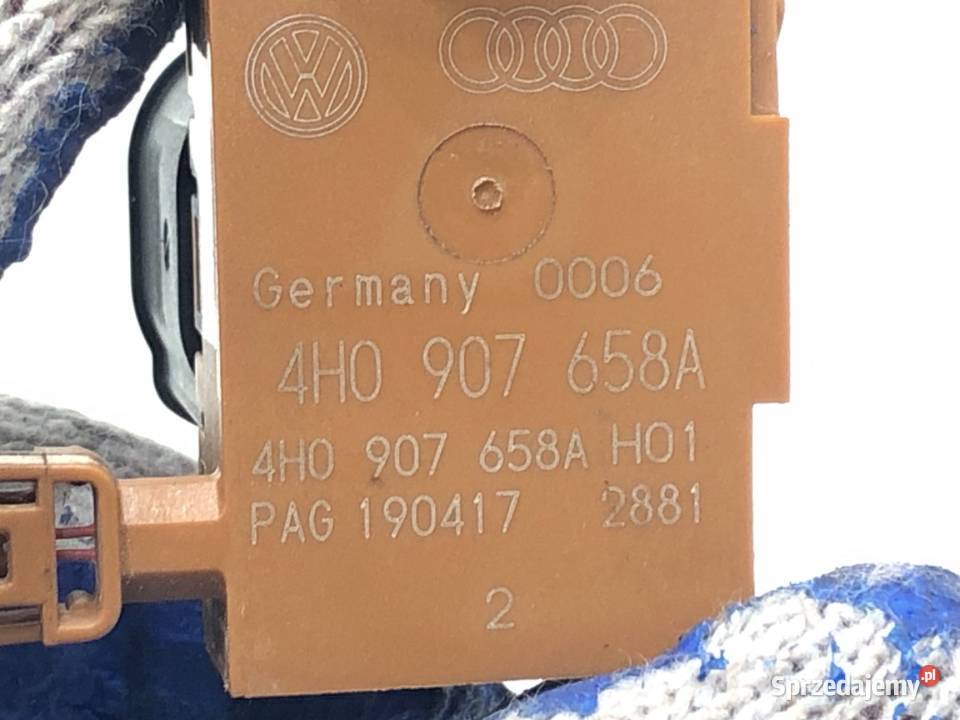 Germany 0006
4H0 907 658A
4H0 907 658A H01
PAG 190417 2881
2
Sprzedajemy.pl